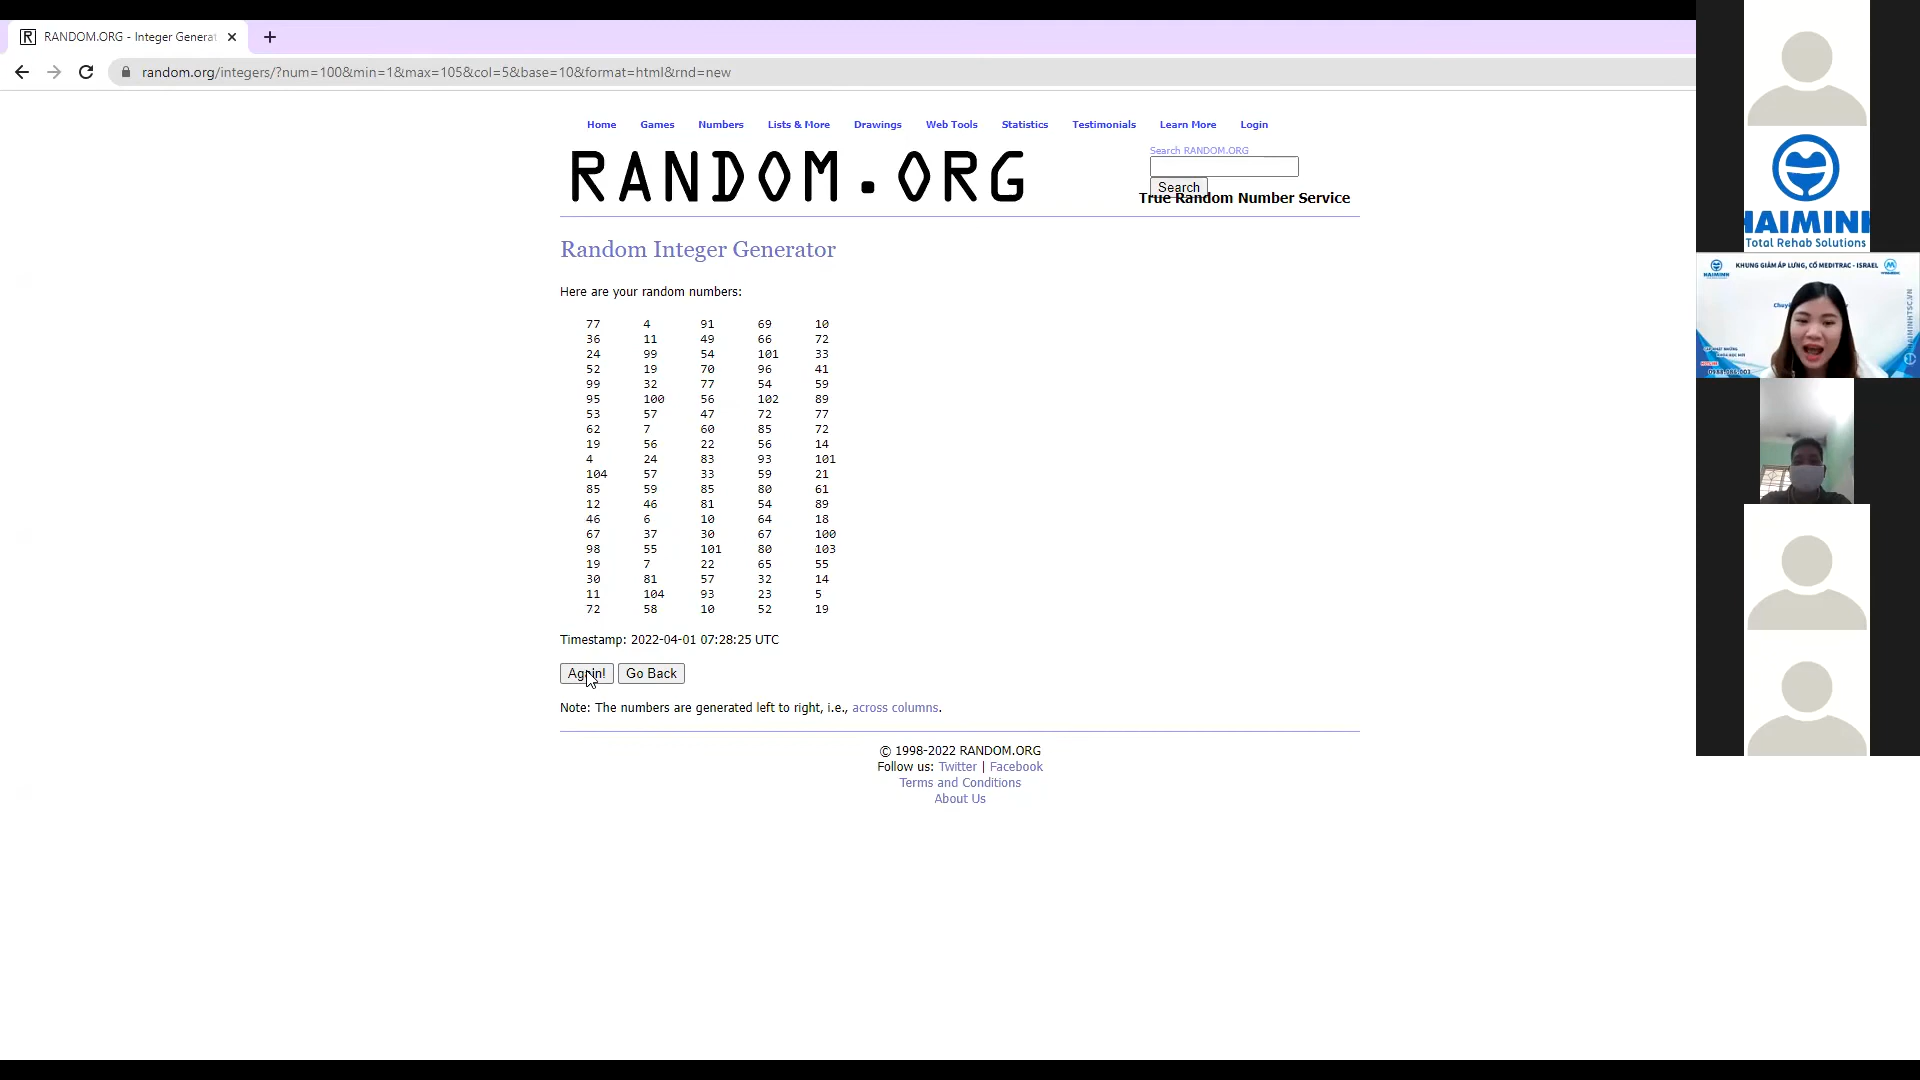 RANDOM.ORG - Integer Generat
random.org/integers/?num=100&min=1&max=105&col=5&base=10&format=html&rnd=new
Home Games Numbers Lists & More Drawings Web Tools Statistics Testimonials Learn More Login
RANDOM.ORG
Search RANDOM.ORG
Search
True Random Number Service
Random Integer Generator
Here are your random numbers:
77 4 91 69 10
36 11 49 66 72
24 99 54 101 33
52 19 70 96 41
99 32 77 54 59
95 100 56 102 89
53 57 47 72 77
62 7 60 85 72
19 56 22 56 14
4 24 83 93 101
104 57 33 59 21
85 59 85 80 61
12 46 81 54 89
46 6 10 64 18
67 37 30 67 100
98 55 101 80 103
19 7 22 65 55
30 81 57 32 14
11 104 93 23 5
72 58 10 52 19
Timestamp: 2022-04-01 07:28:25 UTC
Again! Go Back
Note: The numbers are generated left to right, i.e., across columns.
© 1998-2022 RANDOM.ORG
Follow us: Twitter | Facebook
Terms and Conditions
About Us
HAIMINH
Total Rehab Solutions
KHUNG GIẢM ÁP LƯNG, CỔ MEDITRAC - ISRAEL
HAIMINH
HAIMINHTSC.VN